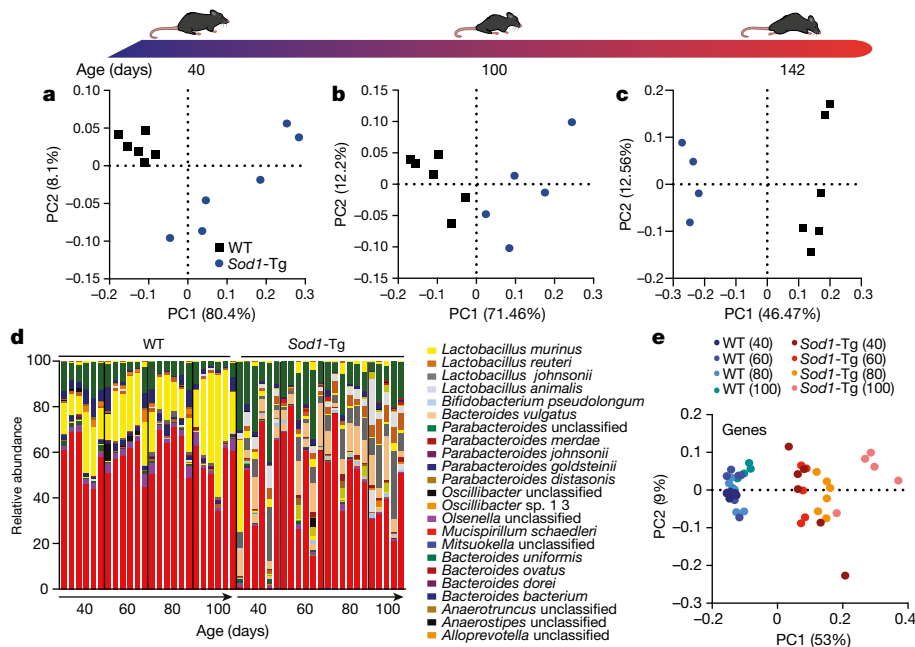 Age (days) 40 100 142
a
0.10
0.05
0
−0.05
−0.10
−0.15
PC2 (8.1%)
WT
Sod1-Tg
−0.2 −0.1 0 0.1 0.2 0.3
PC1 (80.4%)
b
0.15
0.10
0.05
0
−0.05
−0.10
−0.15
PC2 (12.2%)
−0.2 −0.1 0 0.1 0.2 0.3
PC1 (71.46%)
c
0.2
0.1
0
−0.1
−0.2
PC2 (12.56%)
−0.3 −0.2 −0.1 0 0.1 0.2 0.3
PC1 (46.47%)
d
WT Sod1-Tg
100
80
60
40
20
0
Relative abundance
40 60 80 100 40 60 80 100
Age (days)
Lactobacillus murinus
Lactobacillus reuteri
Lactobacillus johnsonii
Lactobacillus animalis
Bifidobacterium pseudolongum
Bacteroides vulgatus
Parabacteroides unclassified
Parabacteroides merdae
Parabacteroides johnsonii
Parabacteroides goldsteinii
Parabacteroides distasonis
Oscillibacter unclassified
Oscillibacter sp. 1 3
Olsenella unclassified
Mucispirillum schaedleri
Mitsuokella unclassified
Bacteroides uniformis
Bacteroides ovatus
Bacteroides dorei
Bacteroides bacterium
Anaerotruncus unclassified
Anaerostipes unclassified
Alloprevotella unclassified
e
WT (40) Sod1-Tg (40)
WT (60) Sod1-Tg (60)
WT (80) Sod1-Tg (80)
WT (100) Sod1-Tg (100)
0.2
0.1
0
−0.1
−0.2
−0.3
PC2 (9%)
Genes
−0.2 0 0.2 0.4
PC1 (53%)